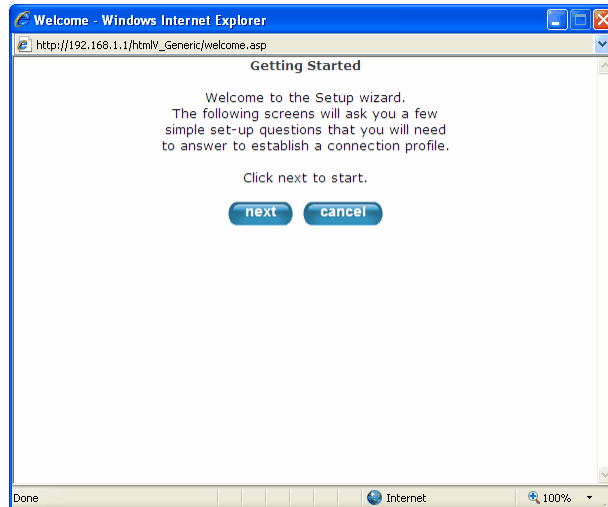 Welcome - Windows Internet Explorer
http://192.168.1.1/htmlV_Generic/welcome.asp
Getting Started
Welcome to the Setup wizard.
The following screens will ask you a few
simple set-up questions that you will need
to answer to establish a connection profile.
Click next to start.
next cancel
Done Internet 100%